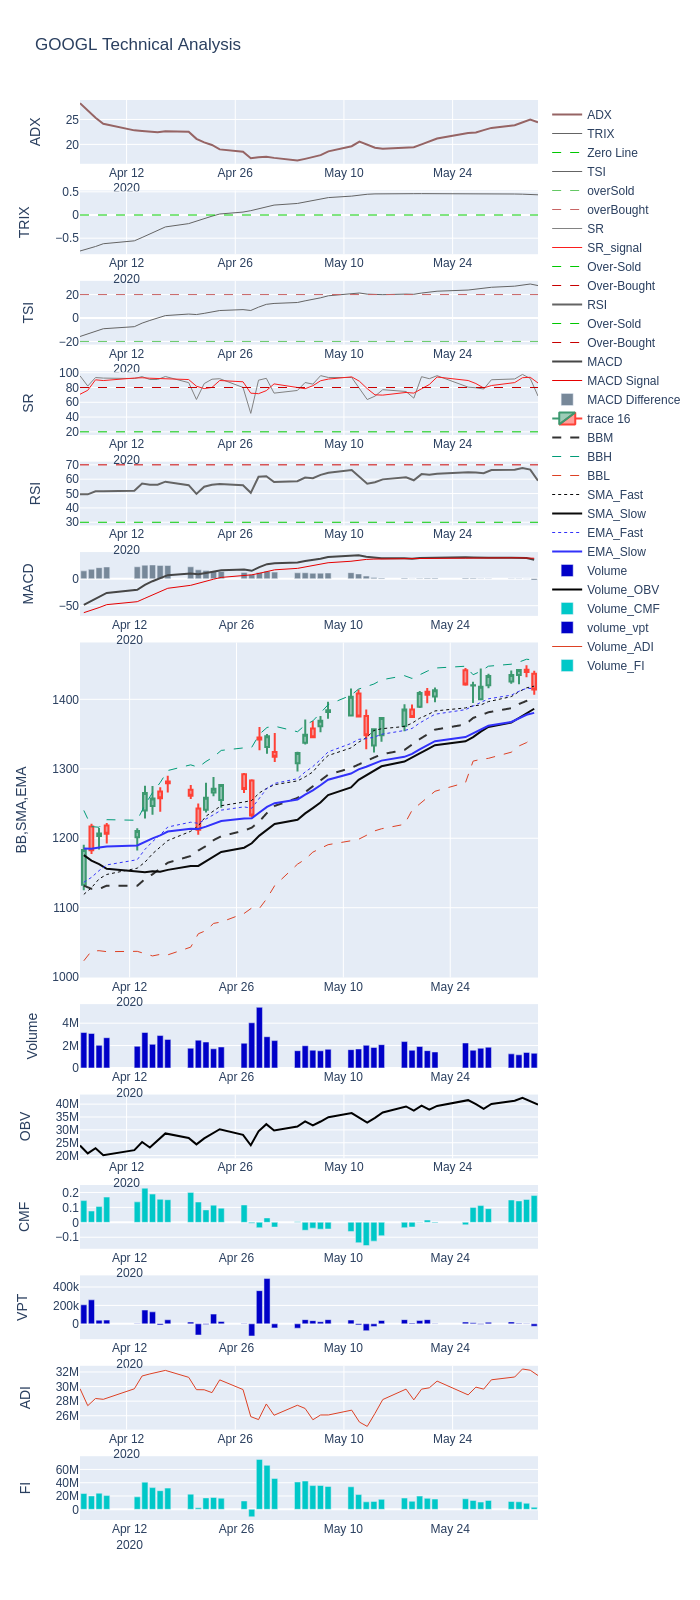 GOOGL Technical Analysis
ADX
25
20
Apr 12
2020
Apr 26
May 10
May 24
TRIX
0.5
0
−0.5
Apr 12
2020
Apr 26
May 10
May 24
TSI
20
0
−20
Apr 12
2020
Apr 26
May 10
May 24
SR
100
80
60
40
20
Apr 12
2020
Apr 26
May 10
May 24
RSI
70
60
50
40
30
Apr 12
2020
Apr 26
May 10
May 24
MACD
0
−50
Apr 12
2020
Apr 26
May 10
May 24
BB,SMA,EMA
1400
1300
1200
1100
1000
Apr 12
2020
Apr 26
May 10
May 24
Volume
4M
2M
0
Apr 12
2020
Apr 26
May 10
May 24
OBV
40M
35M
30M
25M
20M
Apr 12
2020
Apr 26
May 10
May 24
CMF
0.2
0.1
0
−0.1
Apr 12
2020
Apr 26
May 10
May 24
VPT
400k
200k
0
Apr 12
2020
Apr 26
May 10
May 24
ADI
32M
30M
28M
26M
Apr 12
2020
Apr 26
May 10
May 24
FI
60M
40M
20M
0
Apr 12
2020
Apr 26
May 10
May 24
ADX
TRIX
Zero Line
TSI
overSold
overBought
SR
SR_signal
Over-Sold
Over-Bought
RSI
Over-Sold
Over-Bought
MACD
MACD Signal
MACD Difference
trace 16
BBM
BBH
BBL
SMA_Fast
SMA_Slow
EMA_Fast
EMA_Slow
Volume
Volume_OBV
Volume_CMF
volume_vpt
Volume_ADI
Volume_FI